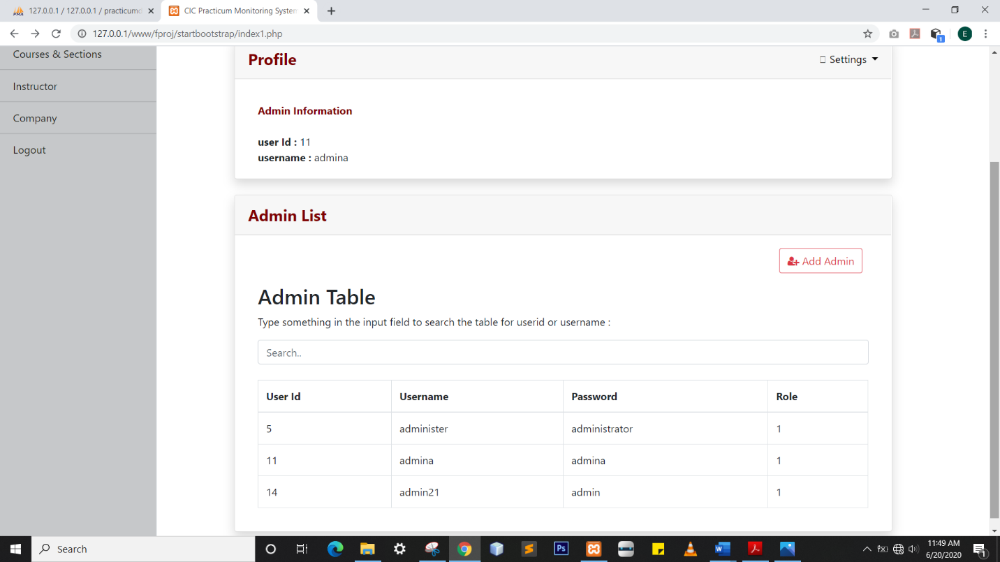 127.0.0.1 / 127.0.0.1 / practicumd
CIC Practicum Monitoring System
127.0.0.1/www/fproj/startbootstrap/index1.php
E
1
Courses & Sections
Instructor
Company
Logout
Profile
Settings
Admin Information
user Id : 11
username : admina
Admin List
Add Admin
Admin Table
Type something in the input field to search the table for userid or username :
Search..
User Id Username Password Role
5 administer administrator 1
11 admina admina 1
14 admin21 admin 1
Search
Ps
W
11:49 AM
6/20/2020
1